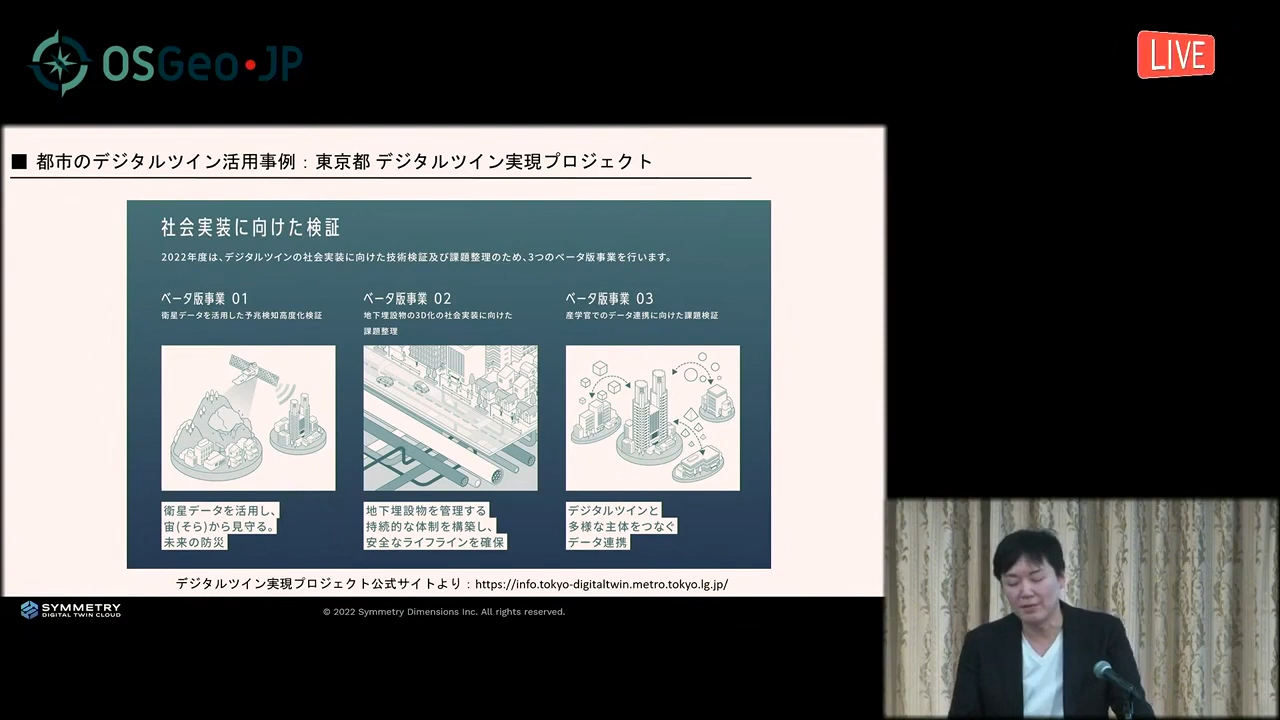 OSGeo•JP
LIVE
■ 都市のデジタルツイン活用事例：東京都 デジタルツイン実現プロジェクト
社会実装に向けた検証
2022年度は、デジタルツインの社会実装に向けた技術検証及び課題整理のため、3つのベータ版事業を行います。
ベータ版事業 01
衛星データを活用した予兆検知高度化検証
衛星データを活用し、
宙(そら)から見守る。
未来の防災
ベータ版事業 02
地下埋設物の3D化の社会実装に向けた
課題整理
地下埋設物を管理する
持続的な体制を構築し、
安全なライフラインを確保
ベータ版事業 03
産学官でのデータ連携に向けた課題検証
デジタルツインと
多様な主体をつなぐ
データ連携
デジタルツイン実現プロジェクト公式サイトより：https://info.tokyo-digitaltwin.metro.tokyo.lg.jp/
SYMMETRY
DIGITAL TWIN CLOUD
© 2022 Symmetry Dimensions Inc. All rights reserved.